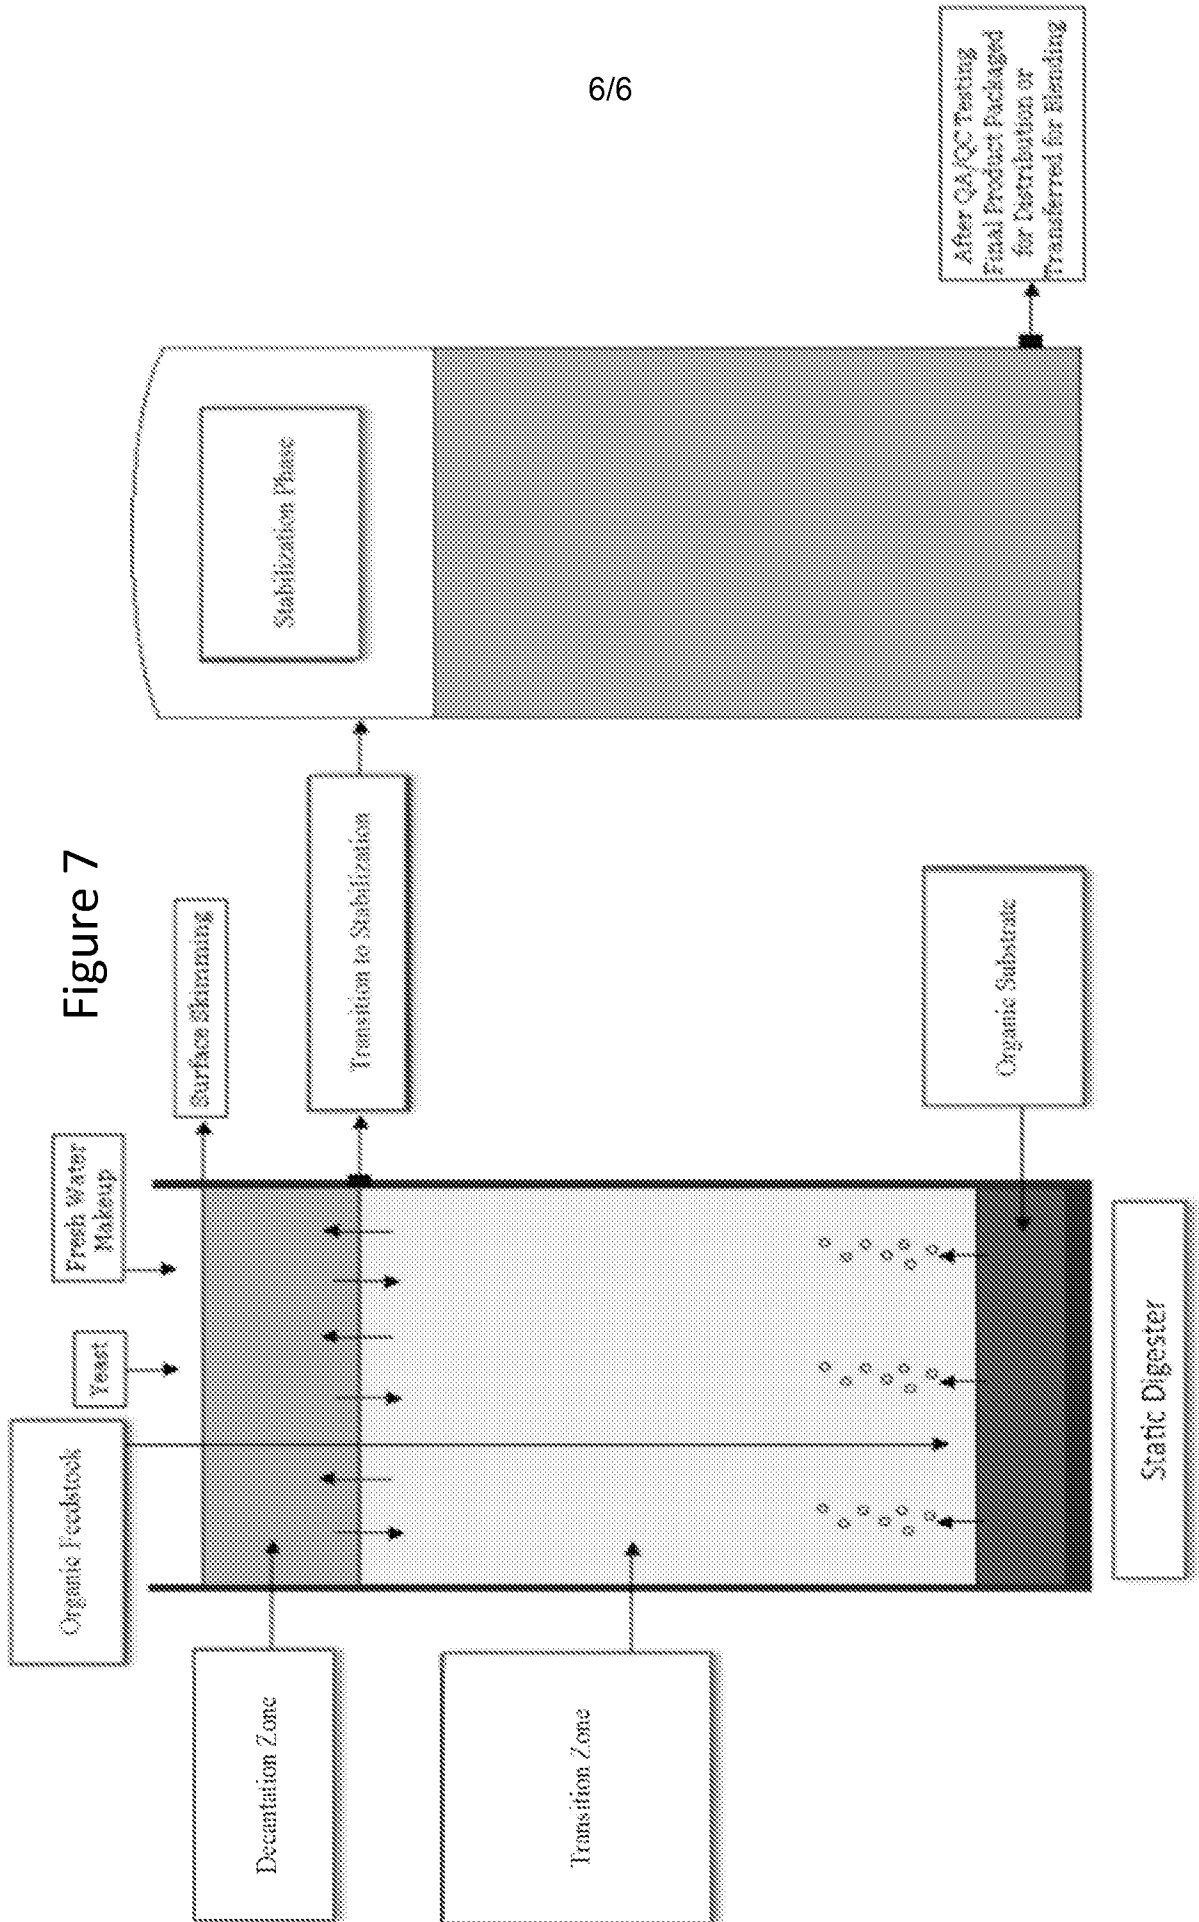 6/6
Figure 7
Organic Feedstock
Yeast
Fresh Water
Makeup
Surface Skimming
Decantation Zone
Transition to Stabilization
Stabilization Phase
Transition Zone
Organic Substrate
After QA/QC Testing
Final Product Packaged
for Distribution or
Transferred for Blending
Static Digester